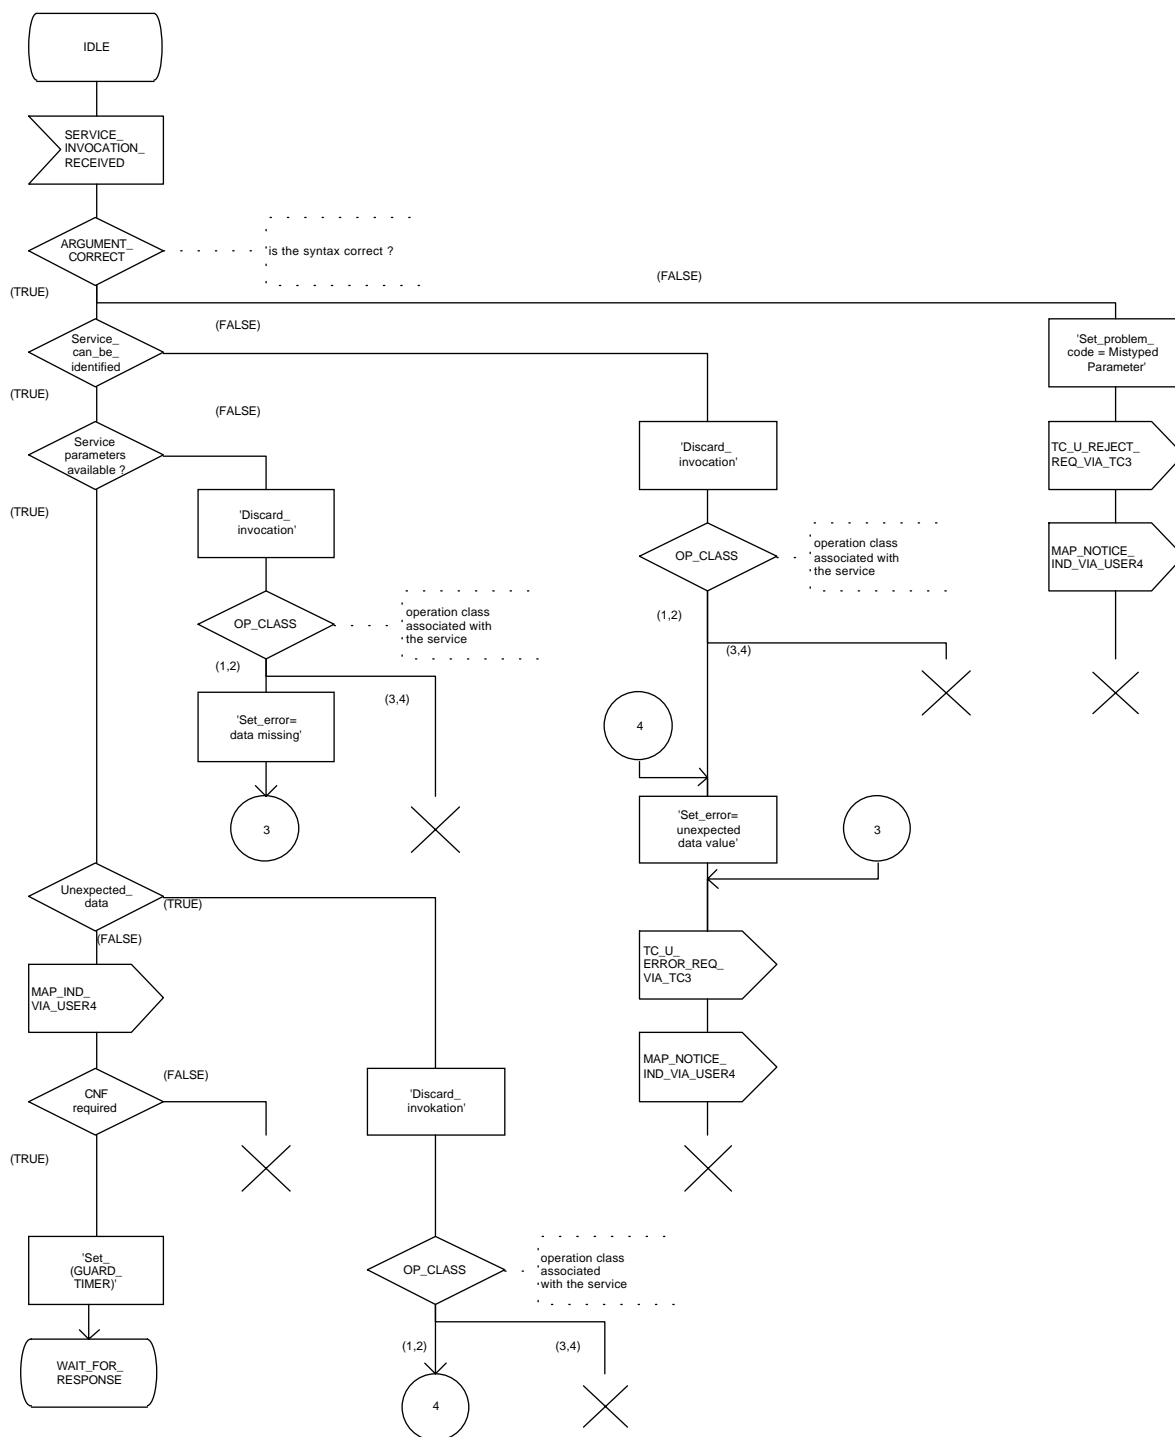 IDLE
SERVICE_
INVOCATION_
RECEIVED
ARGUMENT_
CORRECT
is the syntax correct ?
(TRUE)
(FALSE)
Service_
can_be_
identified
(FALSE)
'Set_problem_
code = Mistyped
Parameter'
(TRUE)
(FALSE)
Service
parameters
available ?
'Discard_
invocation'
TC_U_REJECT_
REQ_VIA_TC3
(TRUE)
'Discard_
invocation'
OP_CLASS
operation class
associated with
the service
MAP_NOTICE_
IND_VIA_USER4
OP_CLASS
operation class
associated with
the service
(1,2)
(3,4)
(1,2)
(3,4)
'Set_error=
data missing'
4
3
'Set_error=
unexpected
data value'
3
Unexpected_
data
(TRUE)
(FALSE)
TC_U_
ERROR_REQ_
VIA_TC3
MAP_IND_
VIA_USER4
MAP_NOTICE_
IND_VIA_USER4
CNF
required
(FALSE)
'Discard_
invokation'
(TRUE)
'Set_
(GUARD_
TIMER)'
OP_CLASS
operation class
associated
with the service
(1,2)
(3,4)
WAIT_FOR_
RESPONSE
4